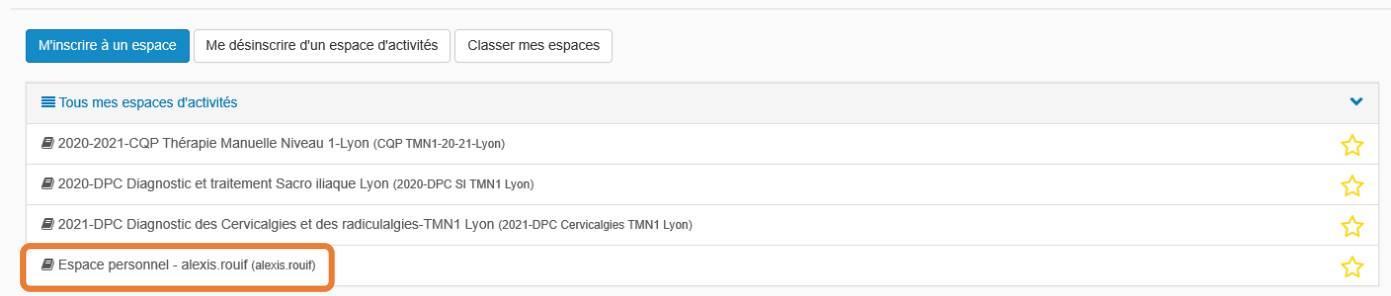 M'inscrire à un espace Me désinscrire d'un espace d'activités Classer mes espaces
Tous mes espaces d'activités
2020-2021-CQP Thérapie Manuelle Niveau 1-Lyon (CQP TMN1-20-21-Lyon)
2020-DPC Diagnostic et traitement Sacro iliaque Lyon (2020-DPC SI TMN1 Lyon)
2021-DPC Diagnostic des Cervicalgies et des radiculalgies-TMN1 Lyon (2021-DPC Cervicalgies TMN1 Lyon)
Espace personnel - alexis.rouif (alexis.rouif)